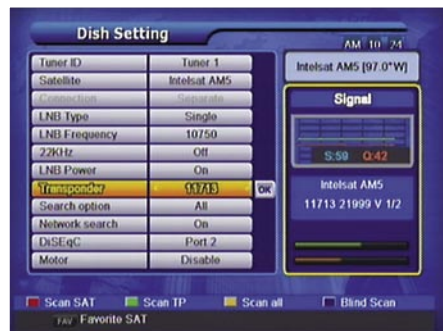 Dish Setting
AM 10 24
Tuner ID Tuner 1
Satellite Intelsat AM5
Connection Separate
LNB Type Single
LNB Frequency 10750
22KHz Off
LNB Power On
Transponder 11713 OK
Search option All
Network search On
DiSEqC Port 2
Motor Disable
Intelsat AM5 [97.0°W]
Signal
S:59 Q:42
Intelsat AM5
11713 21999 V 1/2
Scan SAT Scan TP Scan all Blind Scan
FAV Favorite SAT